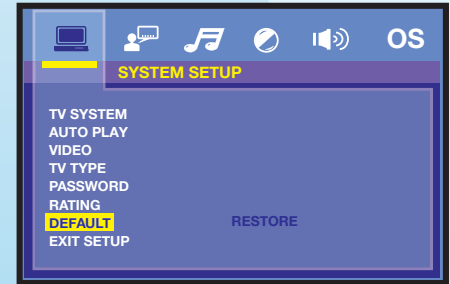 OS
SYSTEM SETUP
TV SYSTEM
AUTO PLAY
VIDEO
TV TYPE
PASSWORD
RATING
DEFAULT RESTORE
EXIT SETUP